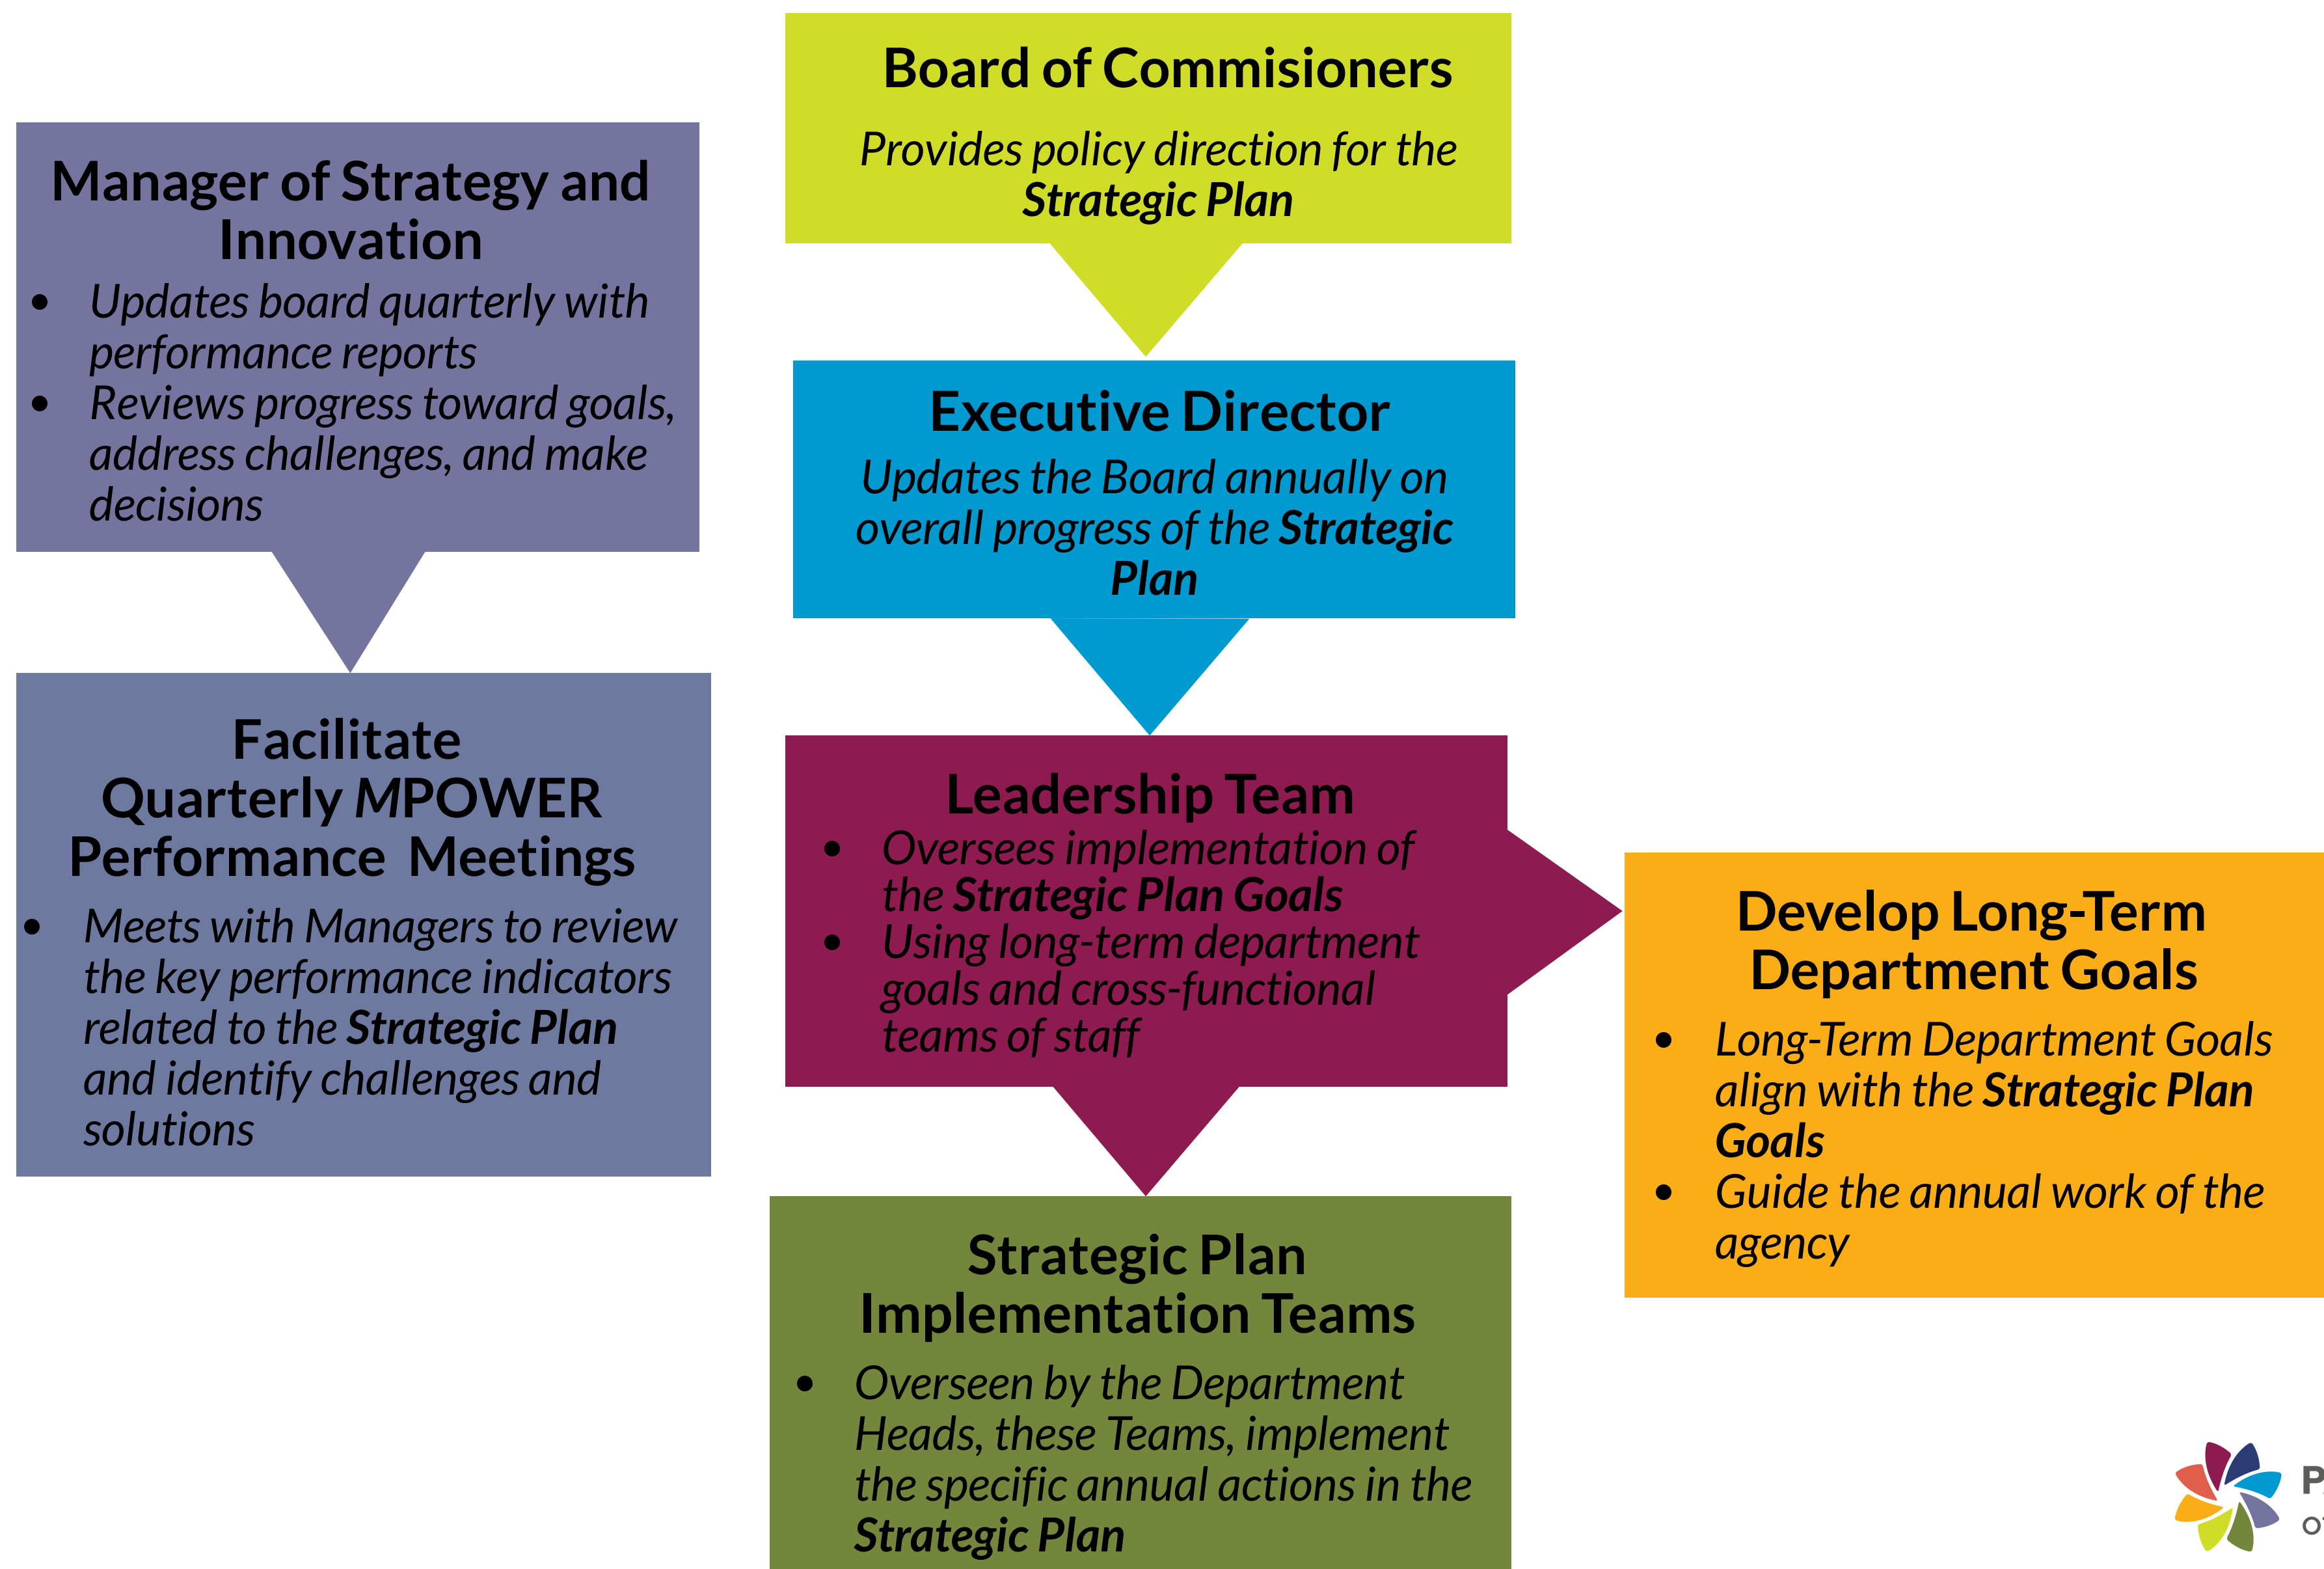 Board of Commisioners
Provides policy direction for the
Strategic Plan
Manager of Strategy and
Innovation
• Updates board quarterly with
performance reports
• Reviews progress toward goals,
address challenges, and make
decisions
Executive Director
Updates the Board annually on
overall progress of the Strategic
Plan
Facilitate
Quarterly MPOWER
Performance Meetings
• Meets with Managers to review
the key performance indicators
related to the Strategic Plan
and identify challenges and
solutions
Leadership Team
• Oversees implementation of
the Strategic Plan Goals
• Using long-term department
goals and cross-functional
teams of staff
Develop Long-Term
Department Goals
• Long-Term Department Goals
align with the Strategic Plan
Goals
• Guide the annual work of the
agency
Strategic Plan
Implementation Teams
• Overseen by the Department
Heads, these Teams, implement
the specific annual actions in the
Strategic Plan